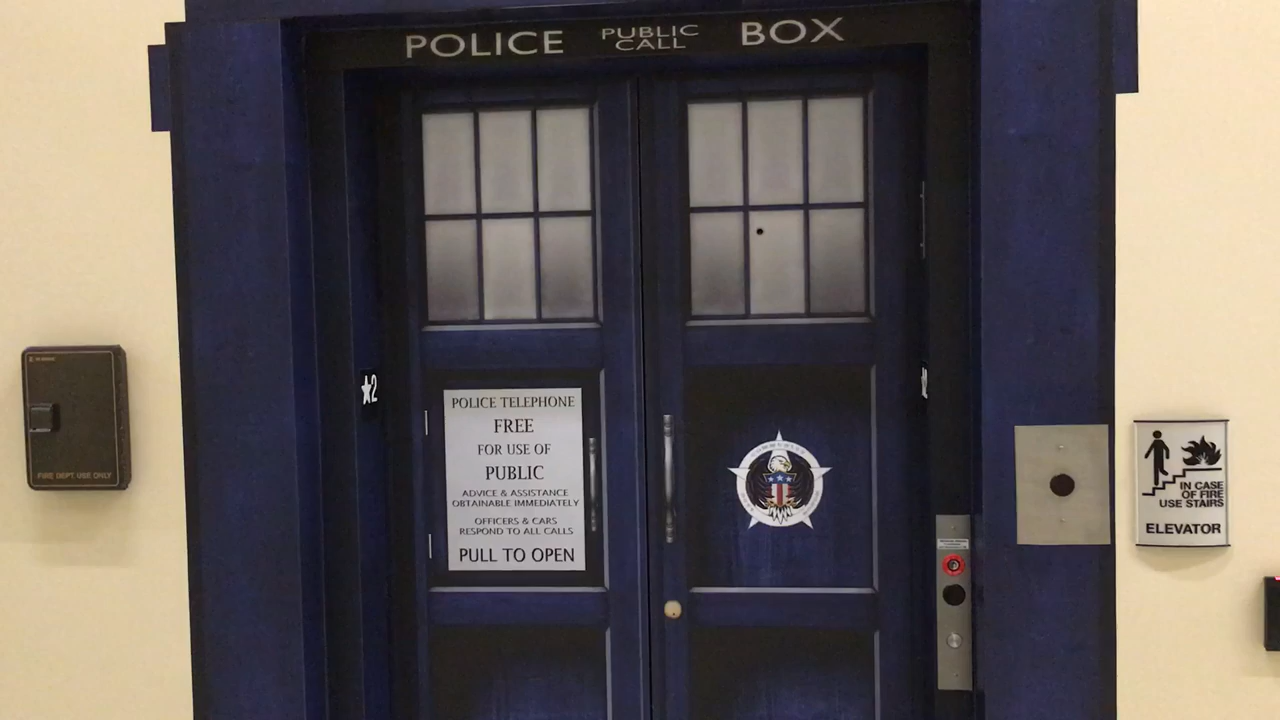 POLICE PUBLIC CALL BOX
★2
POLICE TELEPHONE
FREE
FOR USE OF
PUBLIC
ADVICE & ASSISTANCE
OBTAINABLE IMMEDIATELY
OFFICERS & CARS
RESPOND TO ALL CALLS
PULL TO OPEN
FIRE DEPT. USE ONLY
IN CASE
OF FIRE
USE STAIRS
ELEVATOR